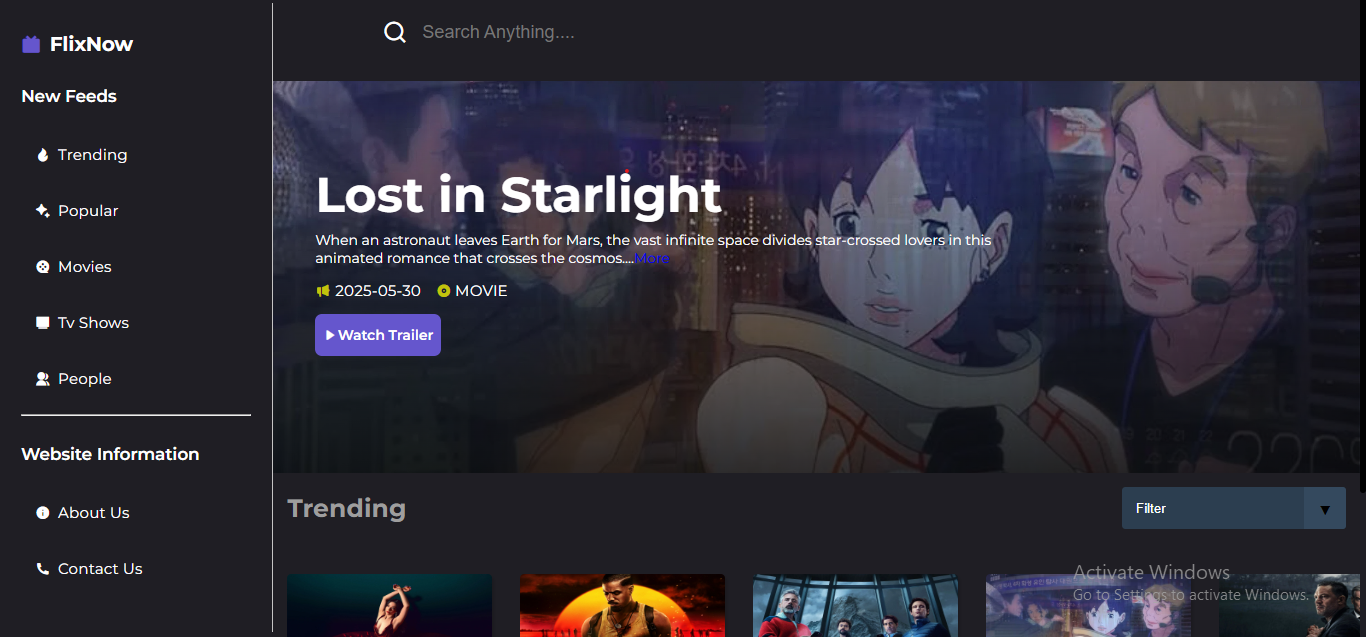 FlixNow
New Feeds
Trending
Popular
Movies
Tv Shows
People
Website Information
About Us
Contact Us
Search Anything....
Lost in Starlight
When an astronaut leaves Earth for Mars, the vast infinite space divides star-crossed lovers in this
animated romance that crosses the cosmos....More
2025-05-30 MOVIE
Watch Trailer
Trending
Filter
Activate Windows
Go to Settings to activate Windows.